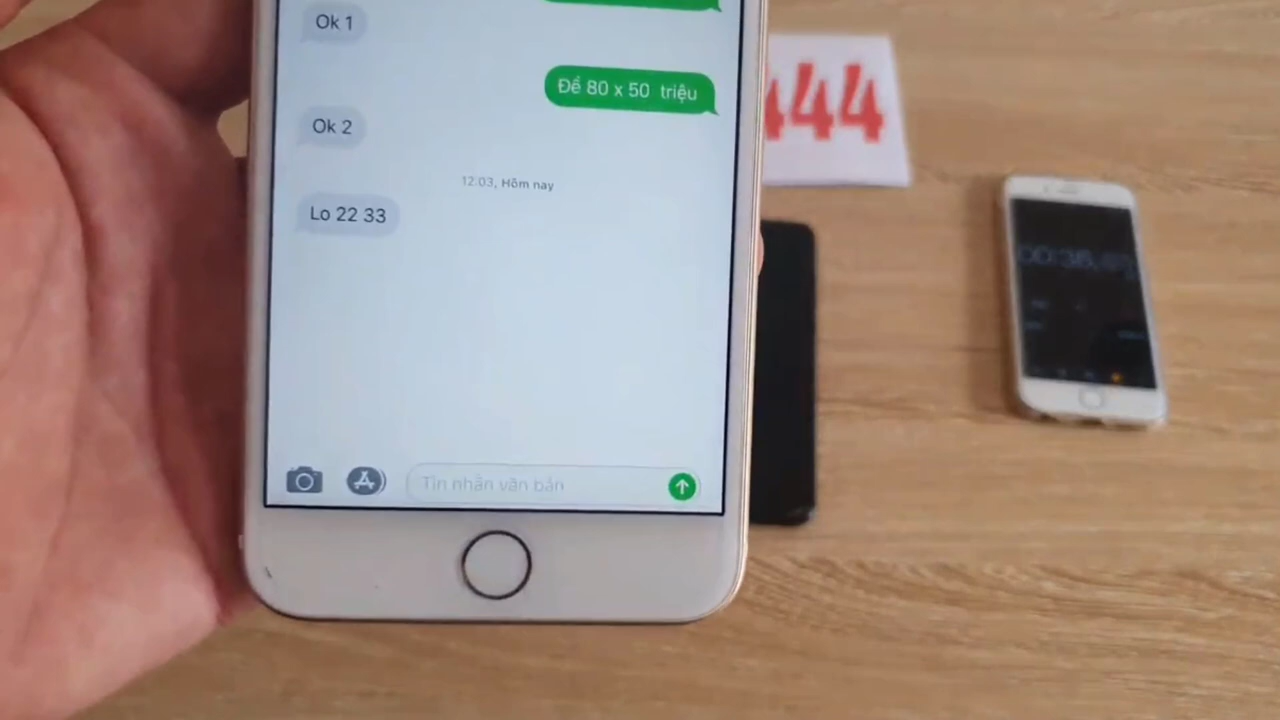 Ok 1
Đề 80 x 50 triệu
Ok 2
12:03, Hôm nay
Lo 22 33
Tin nhắn văn bản
444